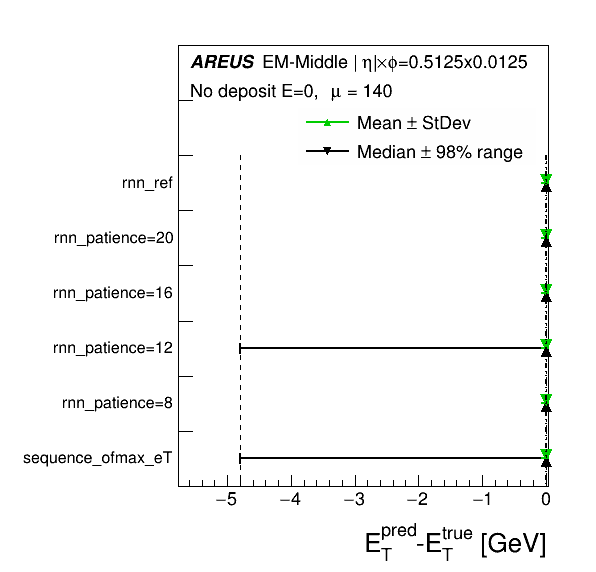 AREUS EM-Middle | η|×ϕ=0.5125x0.0125
No deposit E=0, μ = 140
Mean ± StDev
Median ± 98% range
rnn_ref
rnn_patience=20
rnn_patience=16
rnn_patience=12
rnn_patience=8
sequence_ofmax_eT
−5 −4 −3 −2 −1 0
E_T^pred-E_T^true [GeV]